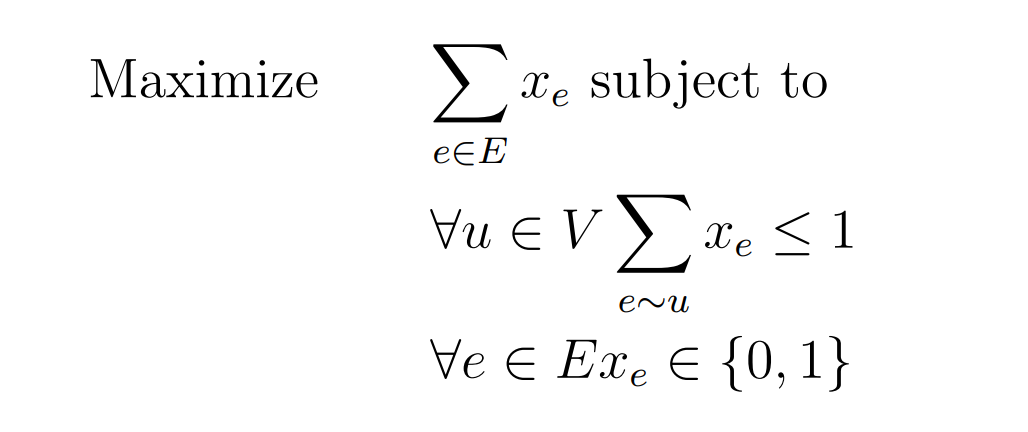 Maximize ∑_{e∈E} x_e subject to
∀u ∈ V ∑_{e∼u} x_e ≤ 1
∀e ∈ Ex_e ∈ {0, 1}